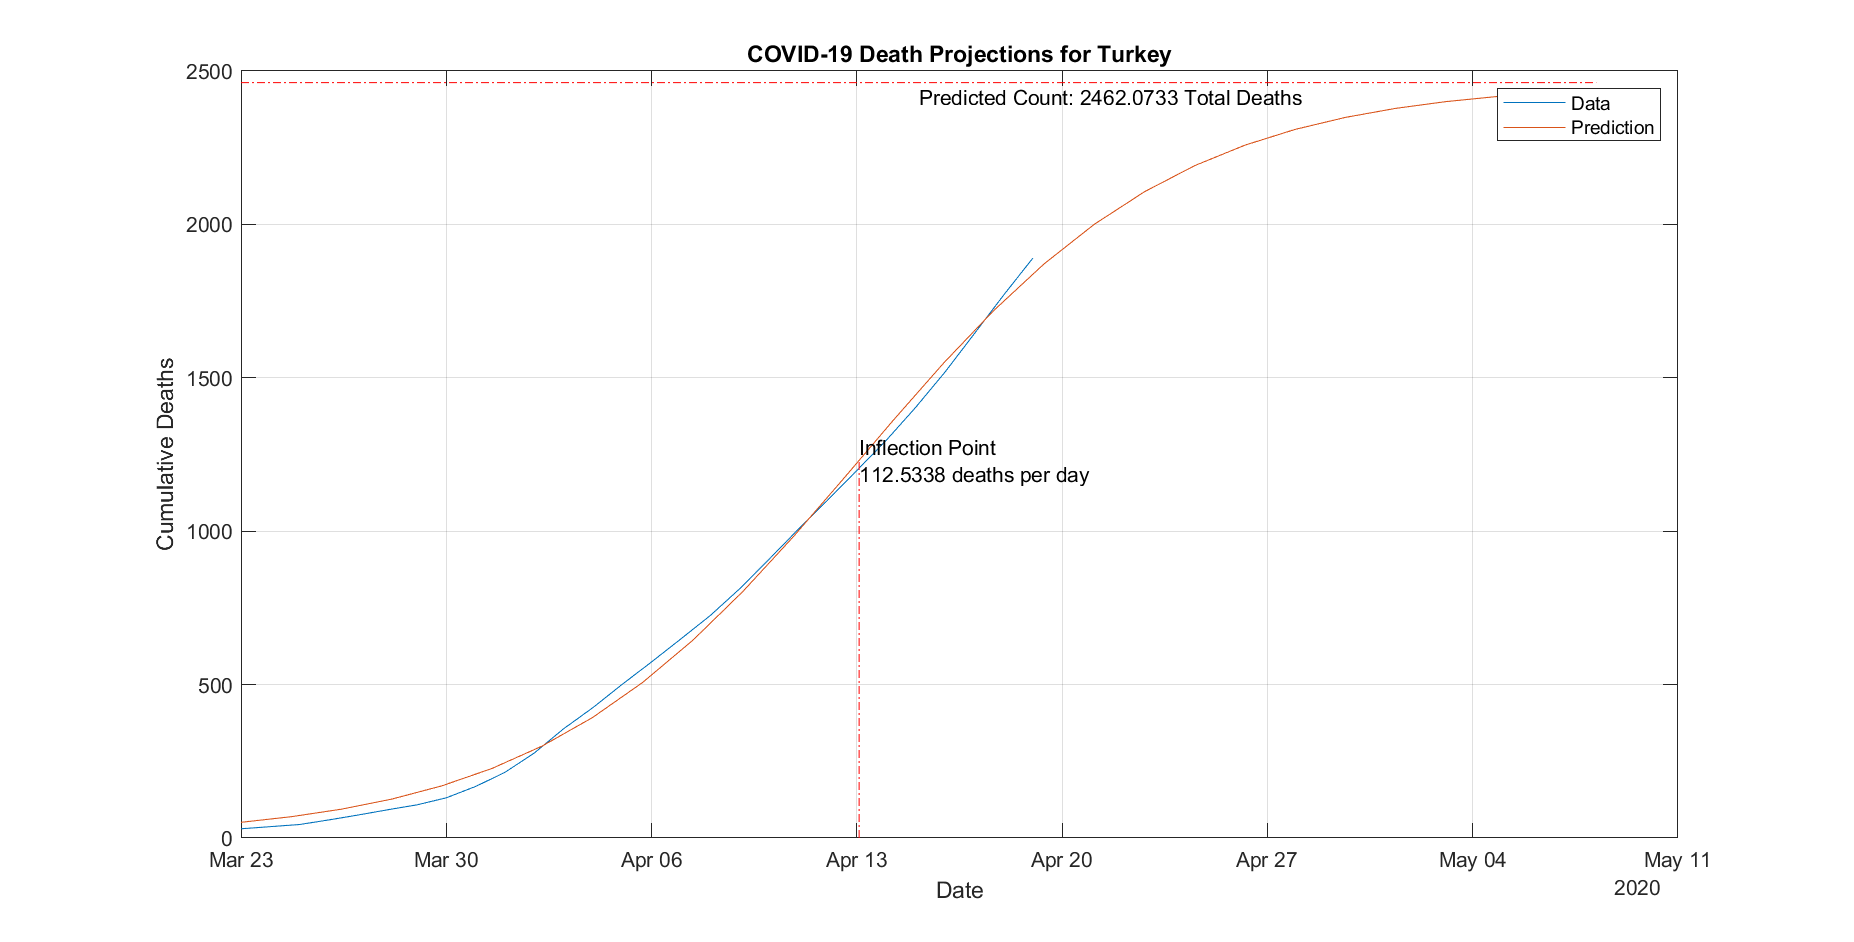 COVID-19 Death Projections for Turkey
2500
Predicted Count: 2462.0733 Total Deaths
Data
Prediction
2000
1500
Cumulative Deaths
Inflection Point
112.5338 deaths per day
1000
500
0
Mar 23 Mar 30 Apr 06 Apr 13 Apr 20 Apr 27 May 04 May 11
2020
Date